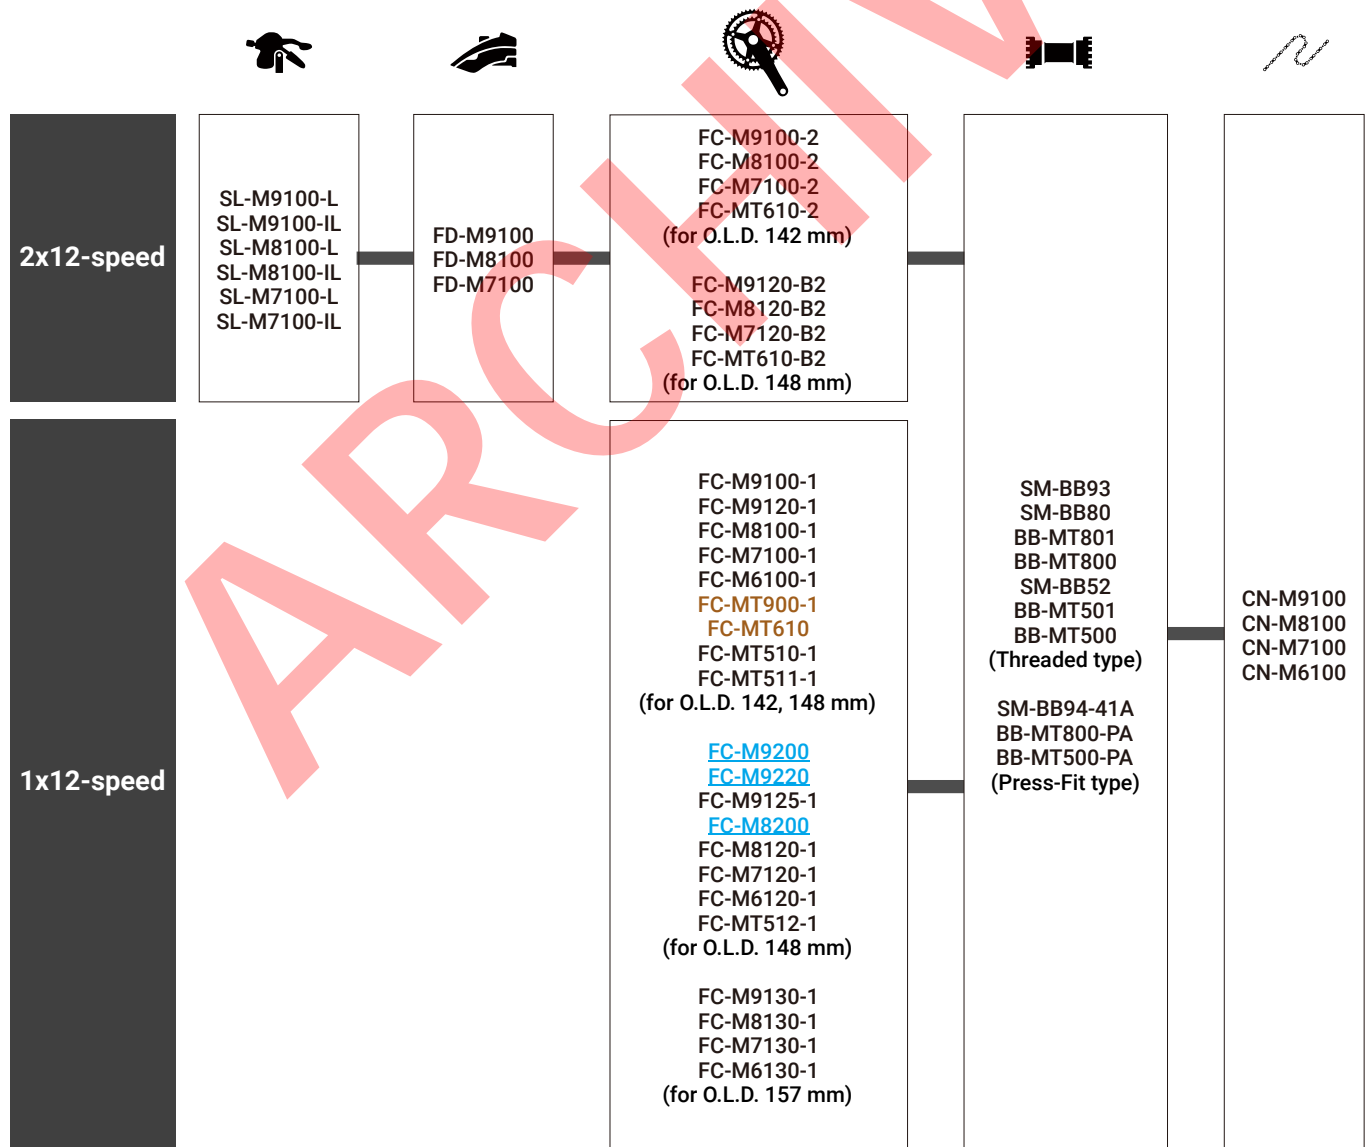 2x12-speed
SL-M9100-L
SL-M9100-IL
SL-M8100-L
SL-M8100-IL
SL-M7100-L
SL-M7100-IL
FD-M9100
FD-M8100
FD-M7100
FC-M9100-2
FC-M8100-2
FC-M7100-2
FC-MT610-2
(for O.L.D. 142 mm)
FC-M9120-B2
FC-M8120-B2
FC-M7120-B2
FC-MT610-B2
(for O.L.D. 148 mm)
1x12-speed
FC-M9100-1
FC-M9120-1
FC-M8100-1
FC-M7100-1
FC-M6100-1
FC-MT900-1
FC-MT610
FC-MT510-1
FC-MT511-1
(for O.L.D. 142, 148 mm)
FC-M9200
FC-M9220
FC-M9125-1
FC-M8200
FC-M8120-1
FC-M7120-1
FC-M6120-1
FC-MT512-1
(for O.L.D. 148 mm)
FC-M9130-1
FC-M8130-1
FC-M7130-1
FC-M6130-1
(for O.L.D. 157 mm)
SM-BB93
SM-BB80
BB-MT801
BB-MT800
SM-BB52
BB-MT501
BB-MT500
(Threaded type)
SM-BB94-41A
BB-MT800-PA
BB-MT500-PA
(Press-Fit type)
CN-M9100
CN-M8100
CN-M7100
CN-M6100
ARCHIV